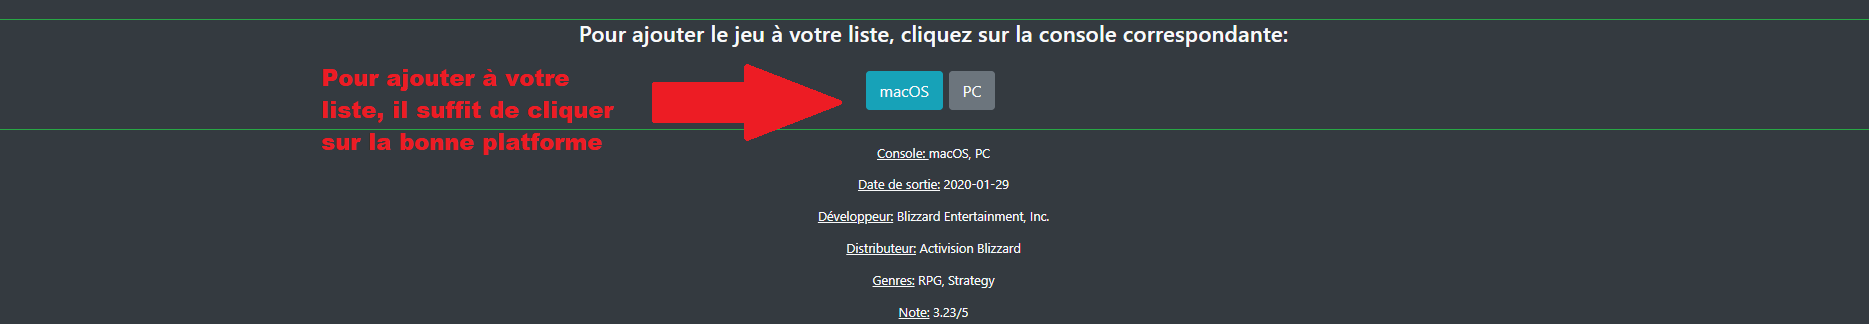 Pour ajouter le jeu à votre liste, cliquez sur la console correspondante:
Pour ajouter à votre
liste, il suffit de cliquer
sur la bonne platforme
macOS PC
Console: macOS, PC
Date de sortie: 2020-01-29
Développeur: Blizzard Entertainment, Inc.
Distributeur: Activision Blizzard
Genres: RPG, Strategy
Note: 3.23/5